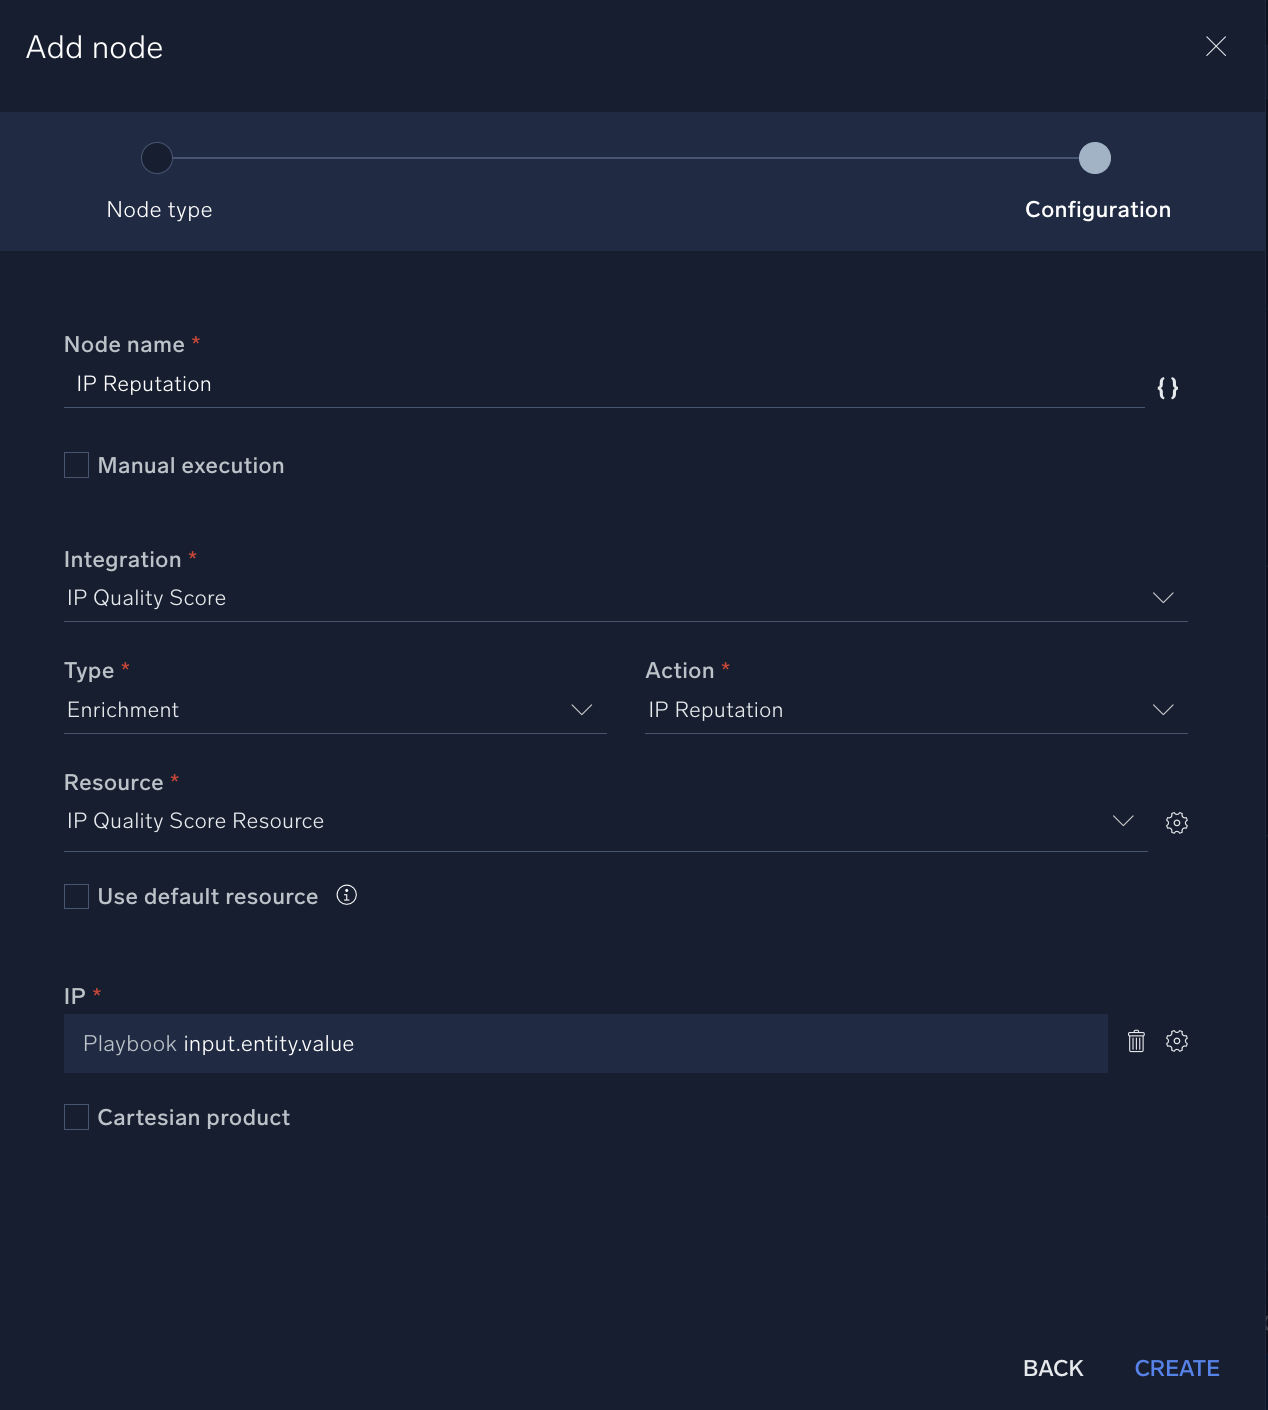 Add node
Node type
Configuration
Node name *
IP Reputation
{}
Manual execution
Integration *
IP Quality Score
Type *
Action *
Enrichment
IP Reputation
Resource *
IP Quality Score Resource
Use default resource
IP *
Playbook input.entity.value
Cartesian product
BACK
CREATE